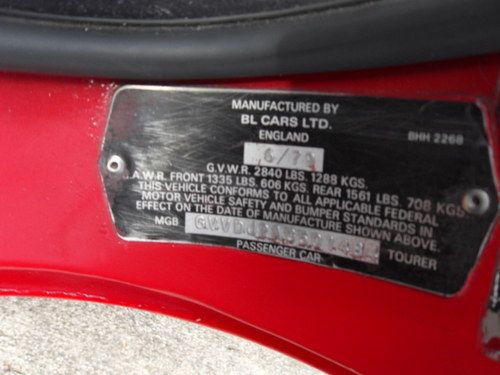 MANUFACTURED BY
BL CARS LTD.
ENGLAND
BHH 2268
6/79
G.V.W.R. 2840 LBS. 1288 KGS.
.A.W.R. FRONT 1335 LBS. 606 KGS. REAR 1561 LBS. 708 KGS
THIS VEHICLE CONFORMS TO ALL APPLICABLE FEDERAL
MOTOR VEHICLE SAFETY AND BUMPER STANDARDS IN
EFFECT ON THE DATE OF MANUFACTURE SHOWN ABOVE.
MGB TOURER
PASSENGER CAR